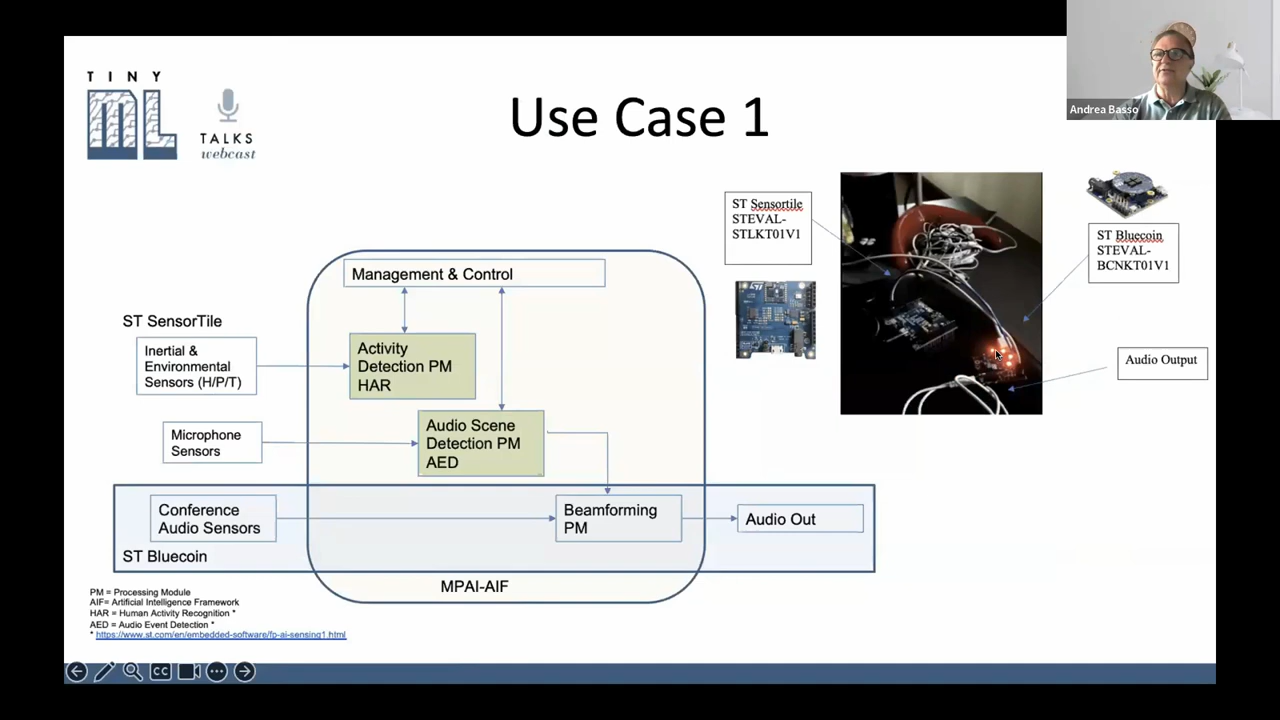 TINY
ML
TALKS
webcast
Use Case 1
Andrea Basso
ST Sensortile
STEVAL-
STLKT01V1
ST Bluecoin
STEVAL-
BCNKT01V1
Audio Output
Management & Control
ST SensorTile
Inertial &
Environmental
Sensors (H/P/T)
Activity
Detection PM
HAR
Microphone
Sensors
Audio Scene
Detection PM
AED
Conference
Audio Sensors
Beamforming
PM
Audio Out
ST Bluecoin
MPAI-AIF
PM = Processing Module
AIF= Artificial Intelligence Framework
HAR = Human Activity Recognition *
AED = Audio Event Detection *
* https://www.st.com/en/embedded-software/fp-ai-sensing1.html
CC